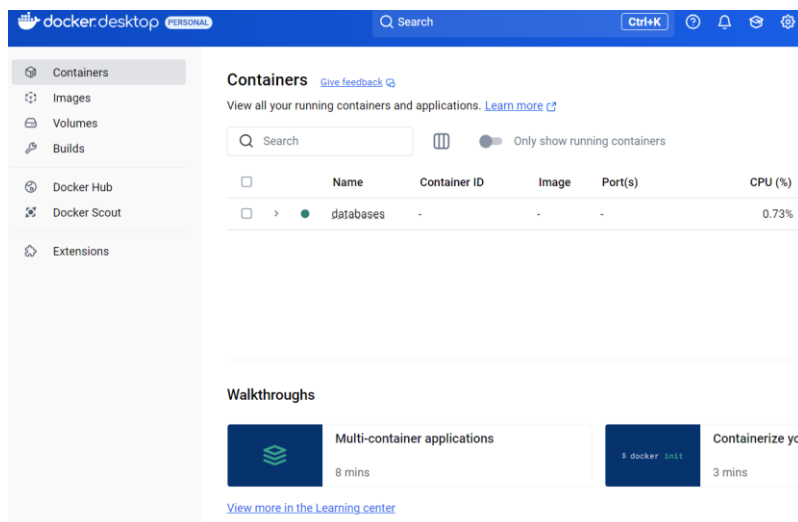 docker.desktop PERSONAL
Search
Ctrl+K
Containers
Images
Volumes
Builds
Docker Hub
Docker Scout
Extensions
Containers Give feedback
View all your running containers and applications. Learn more
Search
Only show running containers
Name Container ID Image Port(s) CPU (%)
databases - - - 0.73%
Walkthroughs
Multi-container applications
8 mins
$ docker init
Containerize yo
3 mins
View more in the Learning center